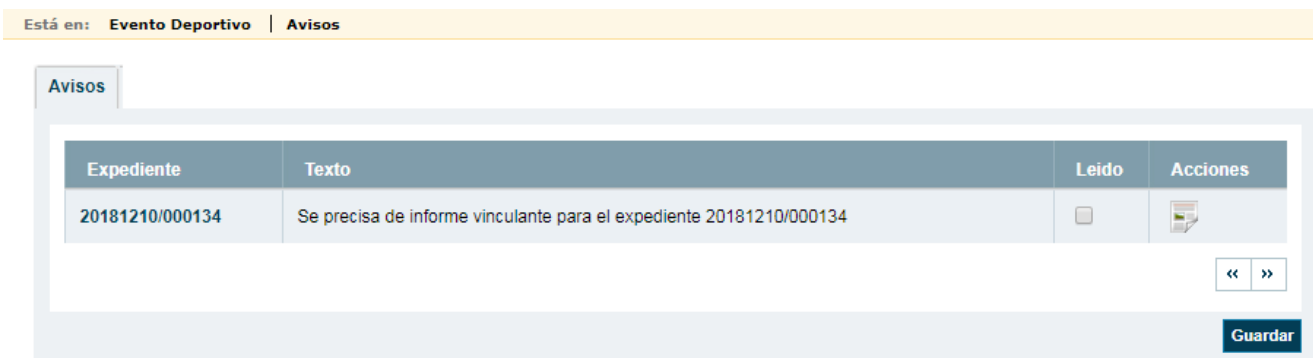 Está en: Evento Deportivo | Avisos
Avisos
Expediente Texto Leido Acciones
20181210/000134 Se precisa de informe vinculante para el expediente 20181210/000134
« »
Guardar